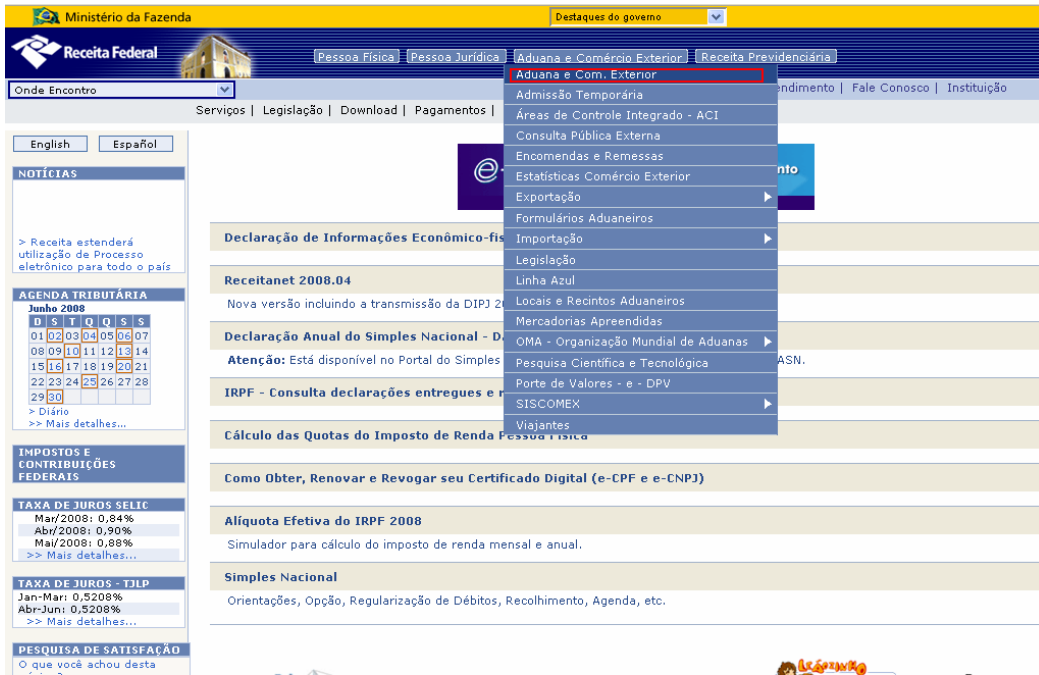 Ministério da Fazenda
Destaques do governo
Receita Federal
Pessoa Física
Pessoa Jurídica
Aduana e Comércio Exterior
Receita Previdenciária
Aduana e Com. Exterior
Admissão Temporária
Áreas de Controle Integrado - ACI
Consulta Pública Externa
Encomendas e Remessas
Estatísticas Comércio Exterior
Exportação
Formulários Aduaneiros
Importação
Legislação
Linha Azul
Locais e Recintos Aduaneiros
Mercadorias Apreendidas
OMA - Organização Mundial de Aduanas
Pesquisa Científica e Tecnológica
Porte de Valores - e - DPV
SISCOMEX
Viajantes
Onde Encontro
endimento | Fale Conosco | Instituição
Serviços | Legislação | Download | Pagamentos |
English
Español
NOTÍCIAS
> Receita estenderá
utilização de Processo
eletrônico para todo o país
AGENDA TRIBUTÁRIA
Junho 2008
D S T Q Q S S
01 02 03 04 05 06 07
08 09 10 11 12 13 14
15 16 17 18 19 20 21
22 23 24 25 26 27 28
29 30
> Diário
>> Mais detalhes...
IMPOSTOS E
CONTRIBUIÇÕES
FEDERAIS
TAXA DE JUROS SELIC
Mar/2008: 0,84%
Abr/2008: 0,90%
Mai/2008: 0,88%
>> Mais detalhes...
TAXA DE JUROS - TJLP
Jan-Mar: 0,5208%
Abr-Jun: 0,5208%
>> Mais detalhes...
PESQUISA DE SATISFAÇÃO
O que você achou desta
e-
nto
Declaração de Informações Econômico-fis
Receitanet 2008.04
Nova versão incluindo a transmissão da DIPJ 2
Declaração Anual do Simples Nacional - D
Atenção: Está disponível no Portal do Simples
ASN.
IRPF - Consulta declarações entregues e r
Cálculo das Quotas do Imposto de Renda Pessoa Física
Como Obter, Renovar e Revogar seu Certificado Digital (e-CPF e e-CNPJ)
Alíquota Efetiva do IRPF 2008
Simulador para cálculo do imposto de renda mensal e anual.
Simples Nacional
Orientações, Opção, Regularização de Débitos, Recolhimento, Agenda, etc.
Leãozinho